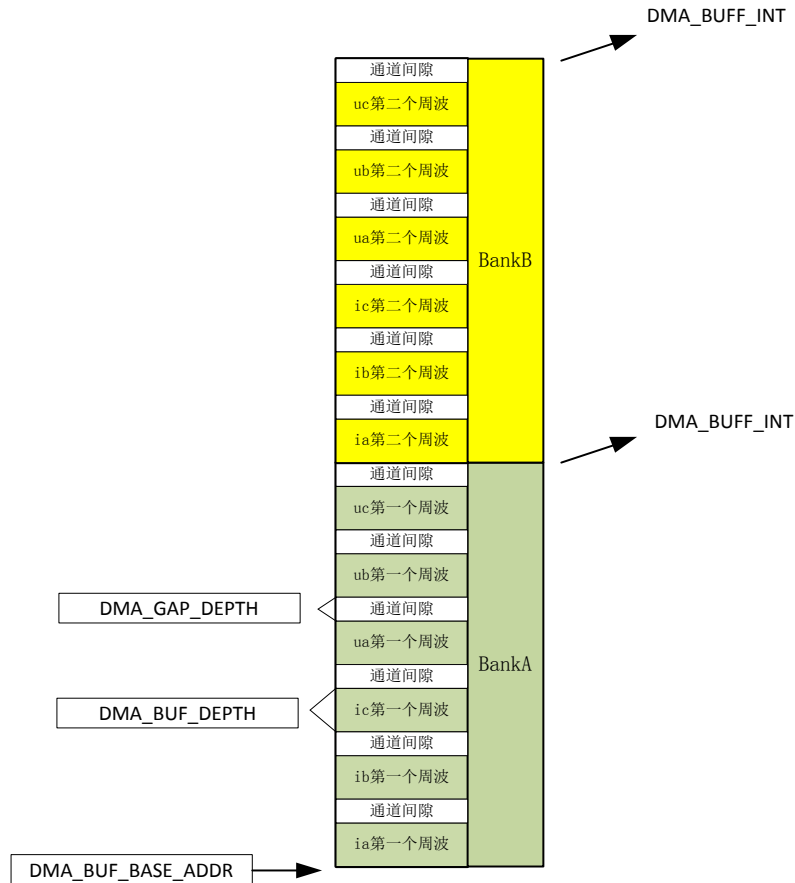 DMA_BUFF_INT
通道间隙
uc第二个周波
通道间隙
ub第二个周波
通道间隙
ua第二个周波
BankB
通道间隙
ic第二个周波
通道间隙
ib第二个周波
通道间隙
DMA_BUFF_INT
ia第二个周波
通道间隙
uc第一个周波
通道间隙
ub第一个周波
DMA_GAP_DEPTH
通道间隙
ua第一个周波
BankA
通道间隙
DMA_BUF_DEPTH
ic第一个周波
通道间隙
ib第一个周波
通道间隙
ia第一个周波
DMA_BUF_BASE_ADDR